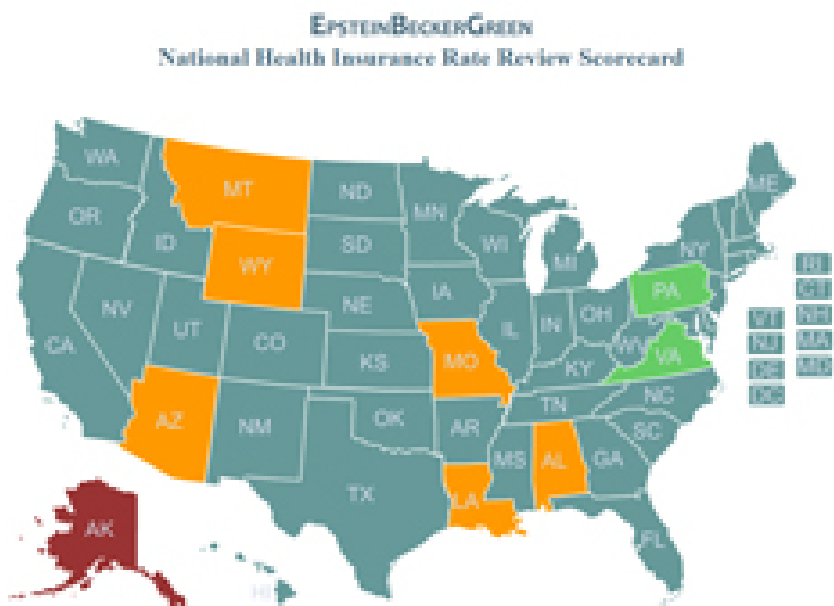 EPSTEINBECKERGREEN
National Health Insurance Rate Review Scorecard
WA
MT
ND
MN
ME
OR
ID
SD
WI
MI
NY
WY
RI
PA
CT
NV
NE
IA
NH
UT
CO
IL
IN
OH
VT
CA
KS
MO
KY
WV
VA
NJ
MA
DE
MD
AZ
NM
OK
AR
TN
NC
DC
TX
MS
AL
GA
SC
LA
AK
FL
HI